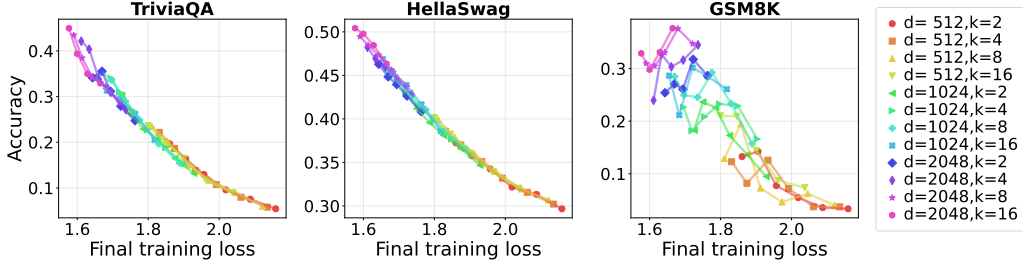 TriviaQA
HellaSwag
GSM8K
Accuracy
0.4
0.3
0.2
0.1
1.6
1.8
2.0
Final training loss
0.50
0.45
0.40
0.35
0.30
1.6
1.8
2.0
Final training loss
0.3
0.2
0.1
1.6
1.8
2.0
Final training loss
d= 512,k=2
d= 512,k=4
d= 512,k=8
d= 512,k=16
d=1024,k=2
d=1024,k=4
d=1024,k=8
d=1024,k=16
d=2048,k=2
d=2048,k=4
d=2048,k=8
d=2048,k=16